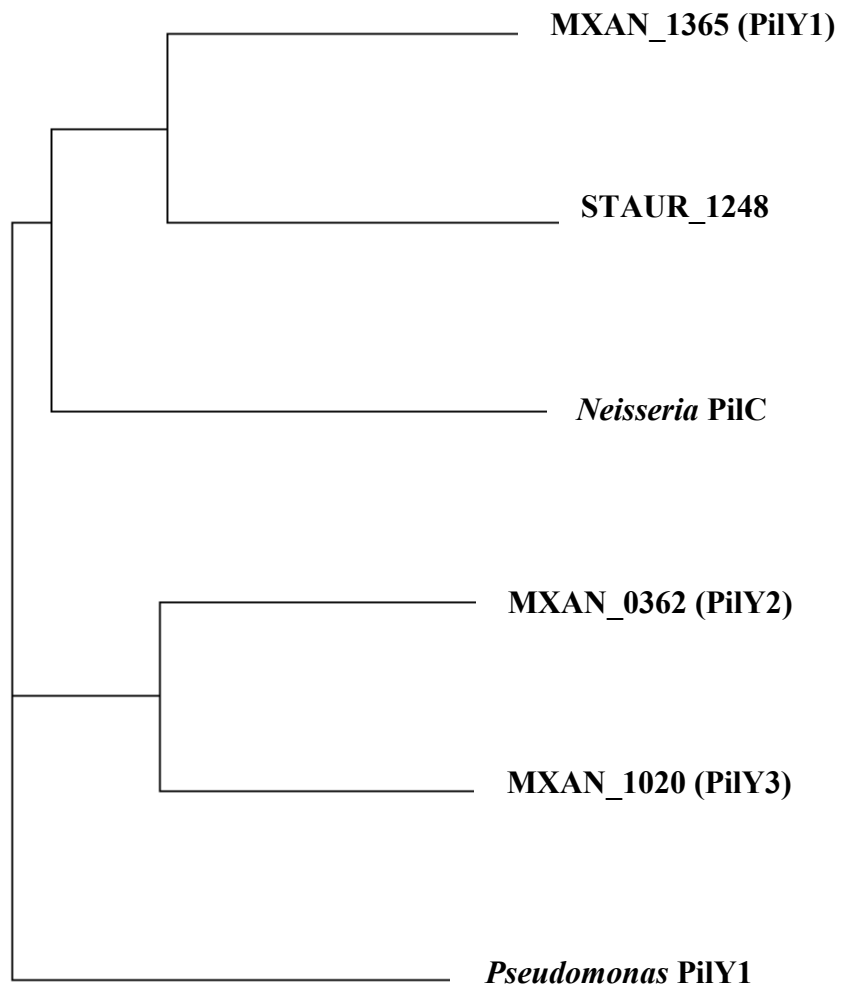 MXAN_1365 (PilY1)
STAUR_1248
Neisseria PilC
MXAN_0362 (PilY2)
MXAN_1020 (PilY3)
Pseudomonas PilY1